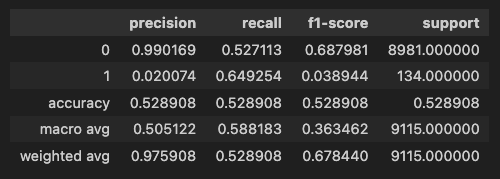 precision recall f1-score support
0 0.990169 0.527113 0.687981 8981.000000
1 0.020074 0.649254 0.038944 134.000000
accuracy 0.528908 0.528908 0.528908 0.528908
macro avg 0.505122 0.588183 0.363462 9115.000000
weighted avg 0.975908 0.528908 0.678440 9115.000000